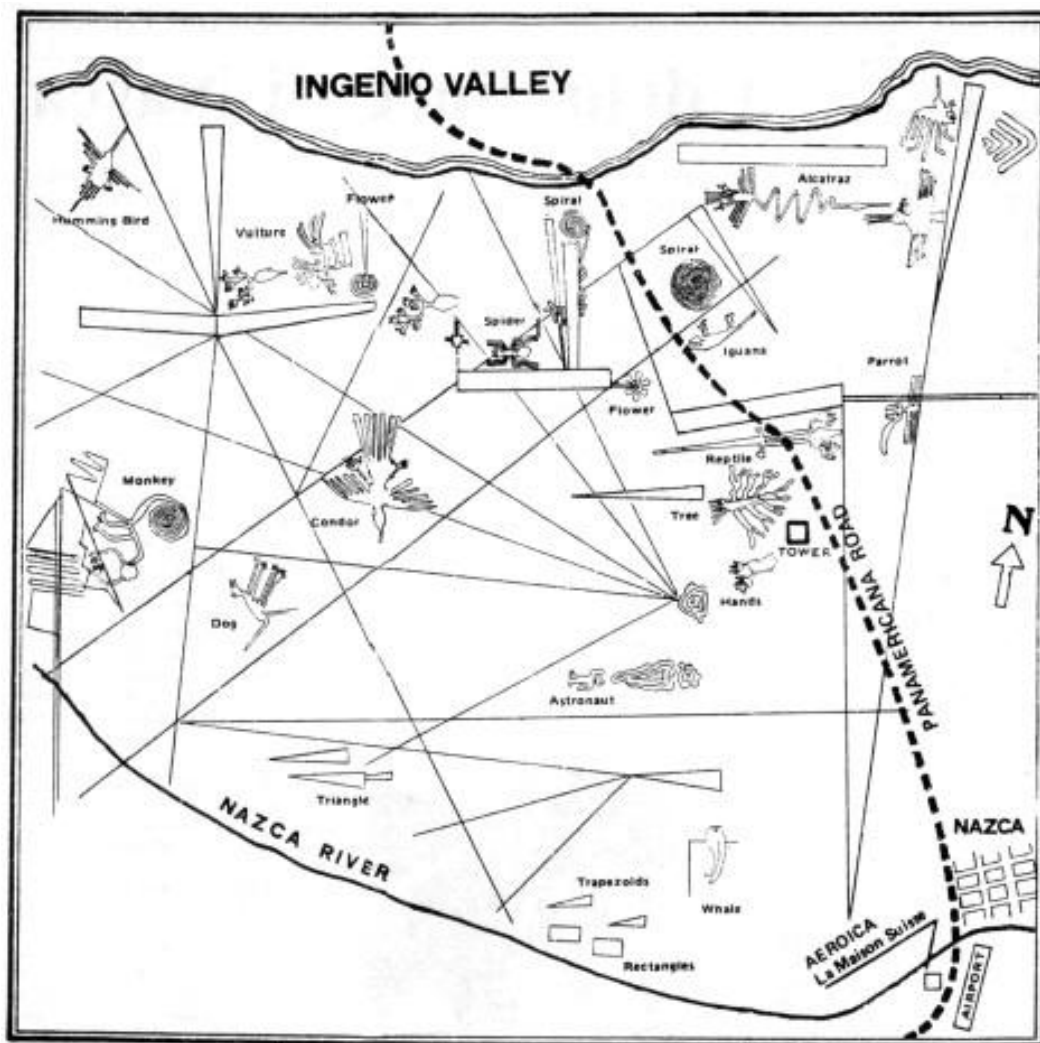 INGENIO VALLEY
Alcatraz
Humming Bird
Flower
Spiral
Vulture
Spiral
Spider
Iguana
Parrot
Flower
Reptile
Monkey
Tree
Condor
TOWER
N
Hands
Dog
PANAMERICANA ROAD
Astronaut
Triangle
NAZCA RIVER
NAZCA
Trapezoids
Whale
AEROICA
La Maison Suisse
Rectangles
AIRPORT